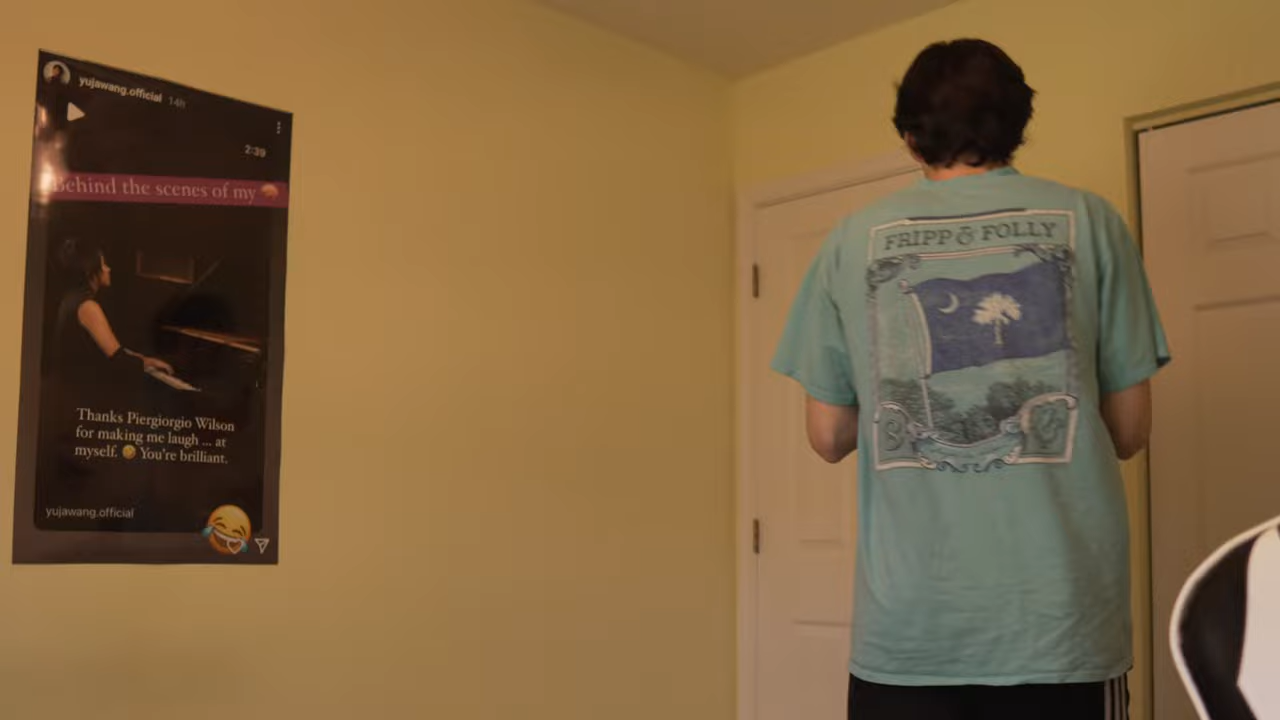 yujawang.official 14h
2:39
Behind the scenes of my
Thanks Piergiorgio Wilson
for making me laugh ... at
myself. 🤣 You're brilliant.
yujawang.official
FRIPP & FOLLY